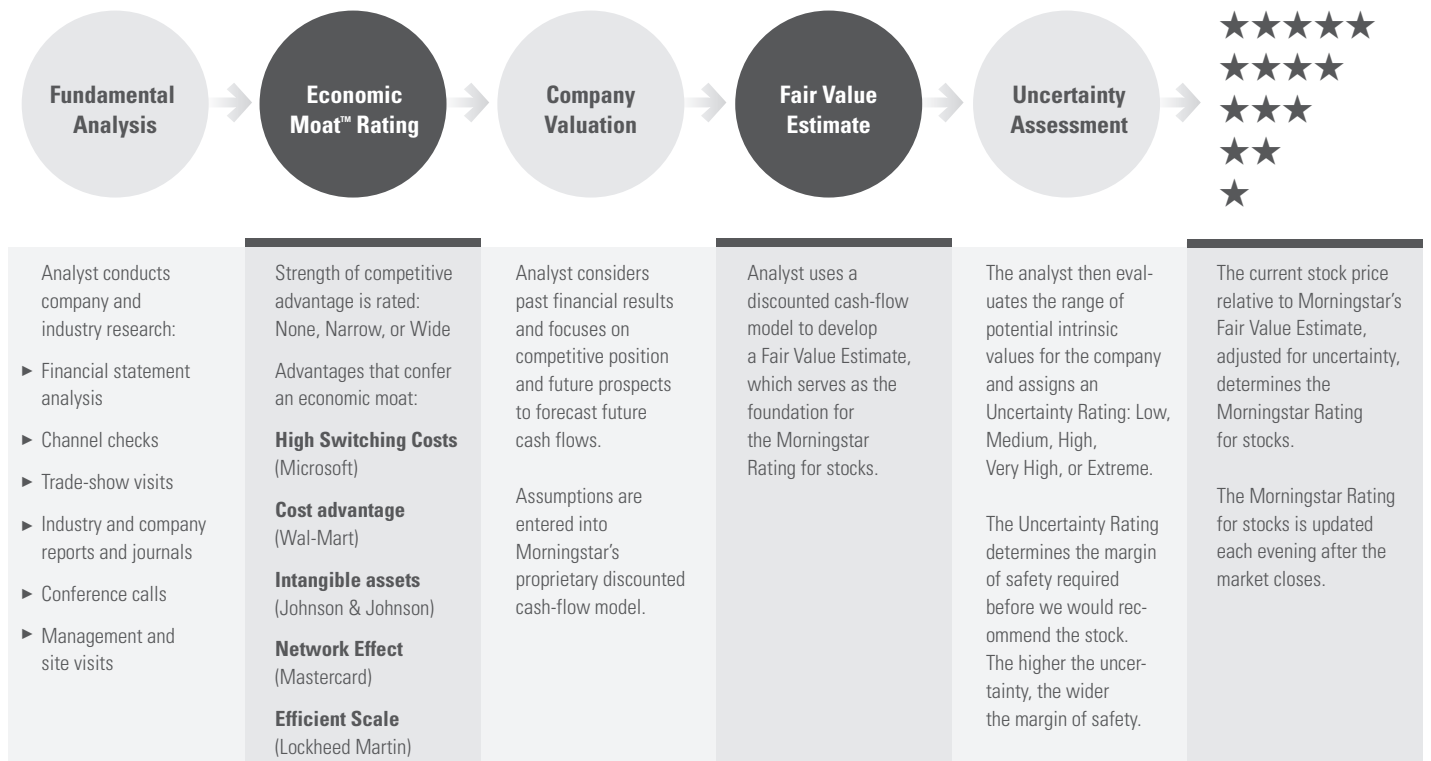 Fundamental
Analysis
Economic
Moat™ Rating
Company
Valuation
Fair Value
Estimate
Uncertainty
Assessment
Analyst conducts
company and
industry research:
► Financial statement
analysis
► Channel checks
► Trade-show visits
► Industry and company
reports and journals
► Conference calls
► Management and
site visits
Strength of competitive
advantage is rated:
None, Narrow, or Wide
Advantages that confer
an economic moat:
High Switching Costs
(Microsoft)
Cost advantage
(Wal-Mart)
Intangible assets
(Johnson & Johnson)
Network Effect
(Mastercard)
Efficient Scale
(Lockheed Martin)
Analyst considers
past financial results
and focuses on
competitive position
and future prospects
to forecast future
cash flows.
Assumptions are
entered into
Morningstar’s
proprietary discounted
cash-flow model.
Analyst uses a
discounted cash-flow
model to develop
a Fair Value Estimate,
which serves as the
foundation for
the Morningstar
Rating for stocks.
The analyst then eval-
uates the range of
potential intrinsic
values for the company
and assigns an
Uncertainty Rating: Low,
Medium, High,
Very High, or Extreme.
The Uncertainty Rating
determines the margin
of safety required
before we would rec-
ommend the stock.
The higher the uncer-
tainty, the wider
the margin of safety.
The current stock price
relative to Morningstar’s
Fair Value Estimate,
adjusted for uncertainty,
determines the
Morningstar Rating
for stocks.
The Morningstar Rating
for stocks is updated
each evening after the
market closes.